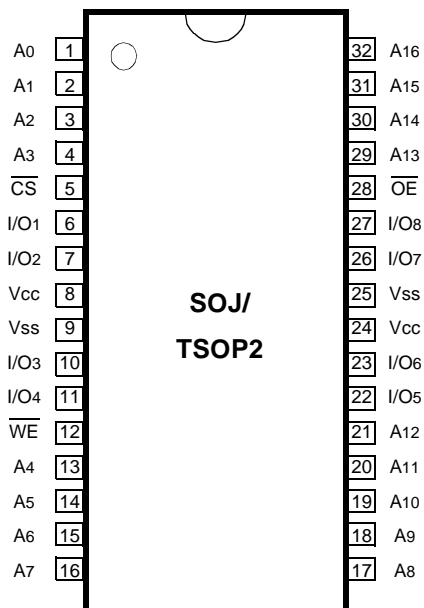 A0 1 32 A16
A1 2 31 A15
A2 3 30 A14
A3 4 29 A13
C̅S̅ 5 28 O̅E̅
I/O1 6 27 I/O8
I/O2 7 26 I/O7
Vcc 8 25 Vss
SOJ/
Vss 9 24 Vcc
TSOP2
I/O3 10 23 I/O6
I/O4 11 22 I/O5
W̅E̅ 12 21 A12
A4 13 20 A11
A5 14 19 A10
A6 15 18 A9
A7 16 17 A8